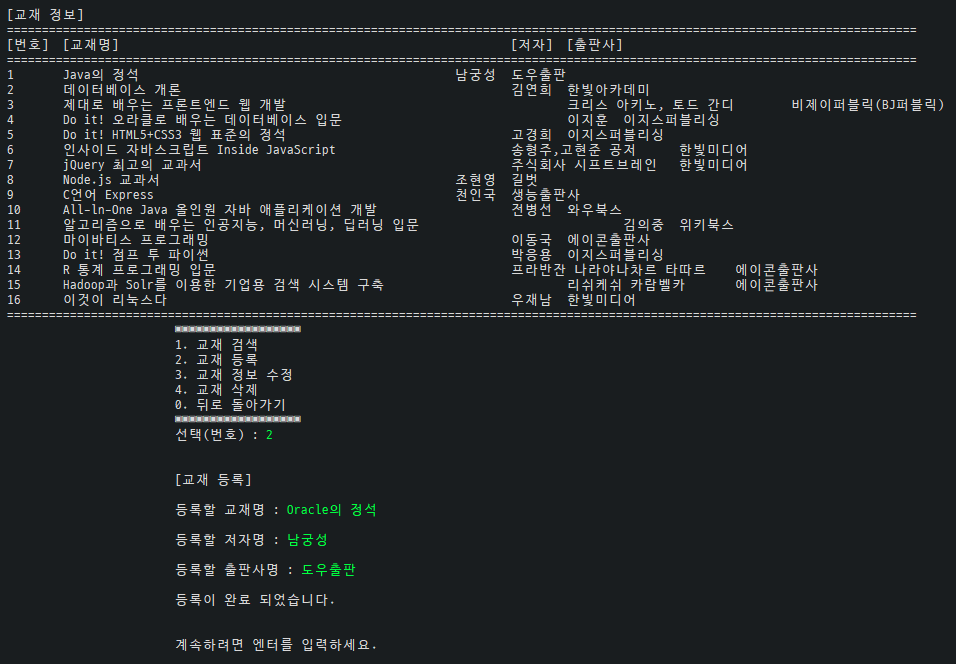 [교재 정보]
==================================================================================================================================
[번호] [교재명] [저자] [출판사]
==================================================================================================================================
1 Java의 정석 남궁성 도우출판
2 데이터베이스 개론 김연희 한빛아카데미
3 제대로 배우는 프론트엔드 웹 개발 크리스 아키노, 토드 간디 비제이퍼블릭(BJ퍼블릭)
4 Do it! 오라클로 배우는 데이터베이스 입문 이지훈 이지스퍼블리싱
5 Do it! HTML5+CSS3 웹 표준의 정석 고경희 이지스퍼블리싱
6 인사이드 자바스크립트 Inside JavaScript 송형주,고현준 공저 한빛미디어
7 jQuery 최고의 교과서 주식회사 시프트브레인 한빛미디어
8 Node.js 교과서 조현영 길벗
9 C언어 Express 천인국 생능출판사
10 All-ln-One Java 올인원 자바 애플리케이션 개발 전병선 와우북스
11 알고리즘으로 배우는 인공지능, 머신러닝, 딥러닝 입문 김의중 위키북스
12 마이바티스 프로그래밍 이동국 에이콘출판사
13 Do it! 점프 투 파이썬 박응용 이지스퍼블리싱
14 R 통계 프로그래밍 입문 프라반잔 나라야나차르 타따르 에이콘출판사
15 Hadoop과 Solr를 이용한 기업용 검색 시스템 구축 리쉬케쉬 카람벨카 에이콘출판사
16 이것이 리눅스다 우재남 한빛미디어
==================================================================================================================================
▣▣▣▣▣▣▣▣▣▣▣▣▣▣▣▣▣▣
1. 교재 검색
2. 교재 등록
3. 교재 정보 수정
4. 교재 삭제
0. 뒤로 돌아가기
▣▣▣▣▣▣▣▣▣▣▣▣▣▣▣▣▣▣
선택(번호) : 2
[교재 등록]
등록할 교재명 : Oracle의 정석
등록할 저자명 : 남궁성
등록할 출판사명 : 도우출판
등록이 완료 되었습니다.
계속하려면 엔터를 입력하세요.